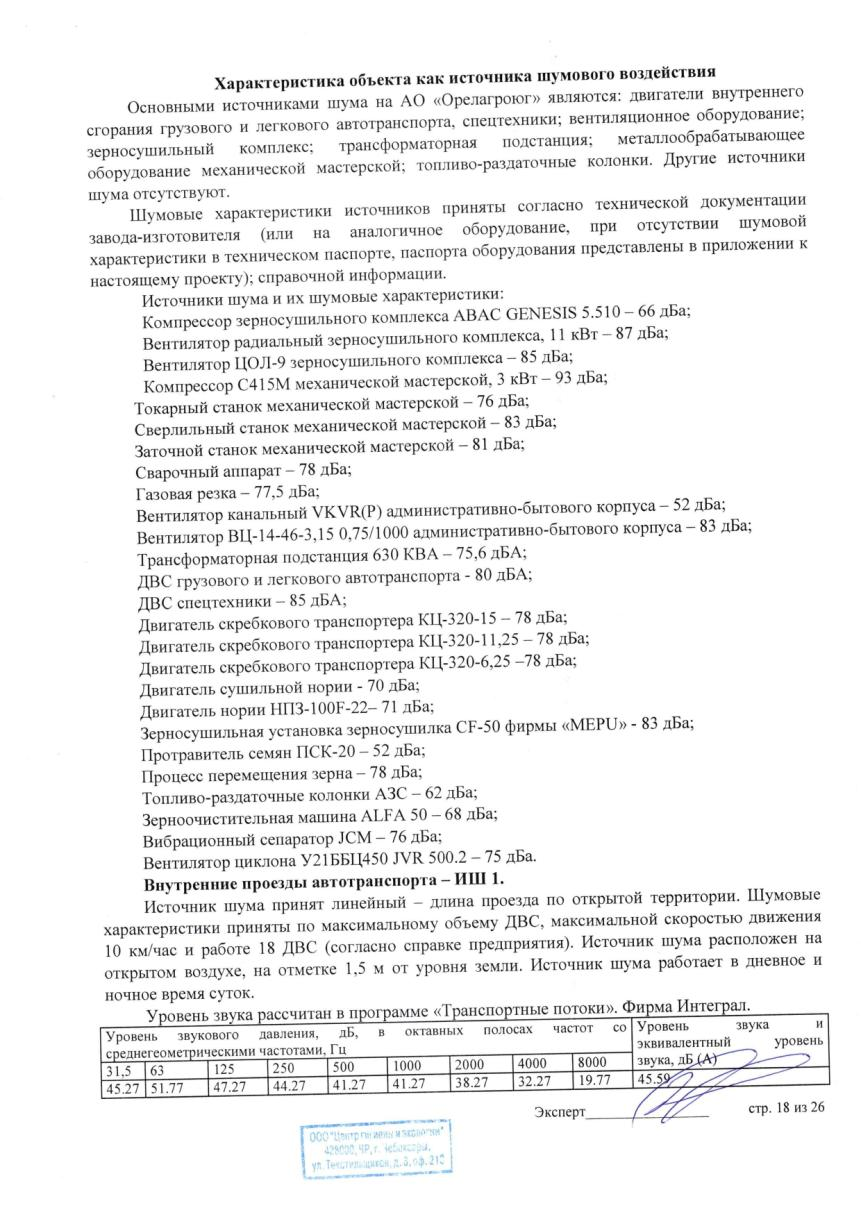 Характеристика объекта как источника шумового воздействия
Основными источниками шума на АО «Орелагроюг» являются: двигатели внутреннего
сгорания грузового и легкового автотранспорта, спецтехники; вентиляционное оборудование;
зерносушильный комплекс; трансформаторная подстанция; металлообрабатывающее
оборудование механической мастерской; топливо-раздаточные колонки. Другие источники
шума отсутствуют.
Шумовые характеристики источников приняты согласно технической документации
завода-изготовителя (или на аналогичное оборудование, при отсутствии шумовой
характеристики в техническом паспорте, паспорта оборудования представлены в приложении к
настоящему проекту); справочной информации.
Источники шума и их шумовые характеристики:
Компрессор зерносушильного комплекса ABAC GENESIS 5.510 – 66 дБа;
Вентилятор радиальный зерносушильного комплекса, 11 кВт – 87 дБа;
Вентилятор ЦОЛ-9 зерносушильного комплекса – 85 дБа;
Компрессор С415М механической мастерской, 3 кВт – 93 дБа;
Токарный станок механической мастерской – 76 дБа;
Сверлильный станок механической мастерской – 83 дБа;
Заточной станок механической мастерской – 81 дБа;
Сварочный аппарат – 78 дБа;
Газовая резка – 77,5 дБа;
Вентилятор канальный VKVR(P) административно-бытового корпуса – 52 дБа;
Вентилятор ВЦ-14-46-3,15 0,75/1000 административно-бытового корпуса – 83 дБа;
Трансформаторная подстанция 630 КВА – 75,6 дБА;
ДВС грузового и легкового автотранспорта - 80 дБА;
ДВС спецтехники – 85 дБА;
Двигатель скребкового транспортера КЦ-320-15 – 78 дБа;
Двигатель скребкового транспортера КЦ-320-11,25 – 78 дБа;
Двигатель скребкового транспортера КЦ-320-6,25 –78 дБа;
Двигатель сушильной нории - 70 дБа;
Двигатель нории НПЗ-100F-22– 71 дБа;
Зерносушильная установка зерносушилка CF-50 фирмы «MEPU» - 83 дБа;
Протравитель семян ПСК-20 – 52 дБа;
Процесс перемещения зерна – 78 дБа;
Топливо-раздаточные колонки АЗС – 62 дБа;
Зерноочистительная машина ALFA 50 – 68 дБа;
Вибрационный сепаратор JCM – 76 дБа;
Вентилятор циклона У21ББЦ450 JVR 500.2 – 75 дБа.
Внутренние проезды автотранспорта – ИШ 1.
Источник шума принят линейный – длина проезда по открытой территории. Шумовые
характеристики приняты по максимальному объему ДВС, максимальной скоростью движения
10 км/час и работе 18 ДВС (согласно справке предприятия). Источник шума расположен на
открытом воздухе, на отметке 1,5 м от уровня земли. Источник шума работает в дневное и
ночное время суток.
Уровень звука рассчитан в программе «Транспортные потоки». Фирма Интеграл.
Уровень звукового давления, дБ, в октавных полосах частот со
среднегеометрическими частотами, Гц
Уровень звука и
эквивалентный уровень
звука, дБ (А)
31,5 63 125 250 500 1000 2000 4000 8000
45.27 51.77 47.27 44.27 41.27 41.27 38.27 32.27 19.77 45.59
Эксперт стр. 18 из 26
ООО "Центр гигиены и экологии"
428000, ЧР, г. Чебоксары,
ул. Текстильщиков, д. 8, оф. 210